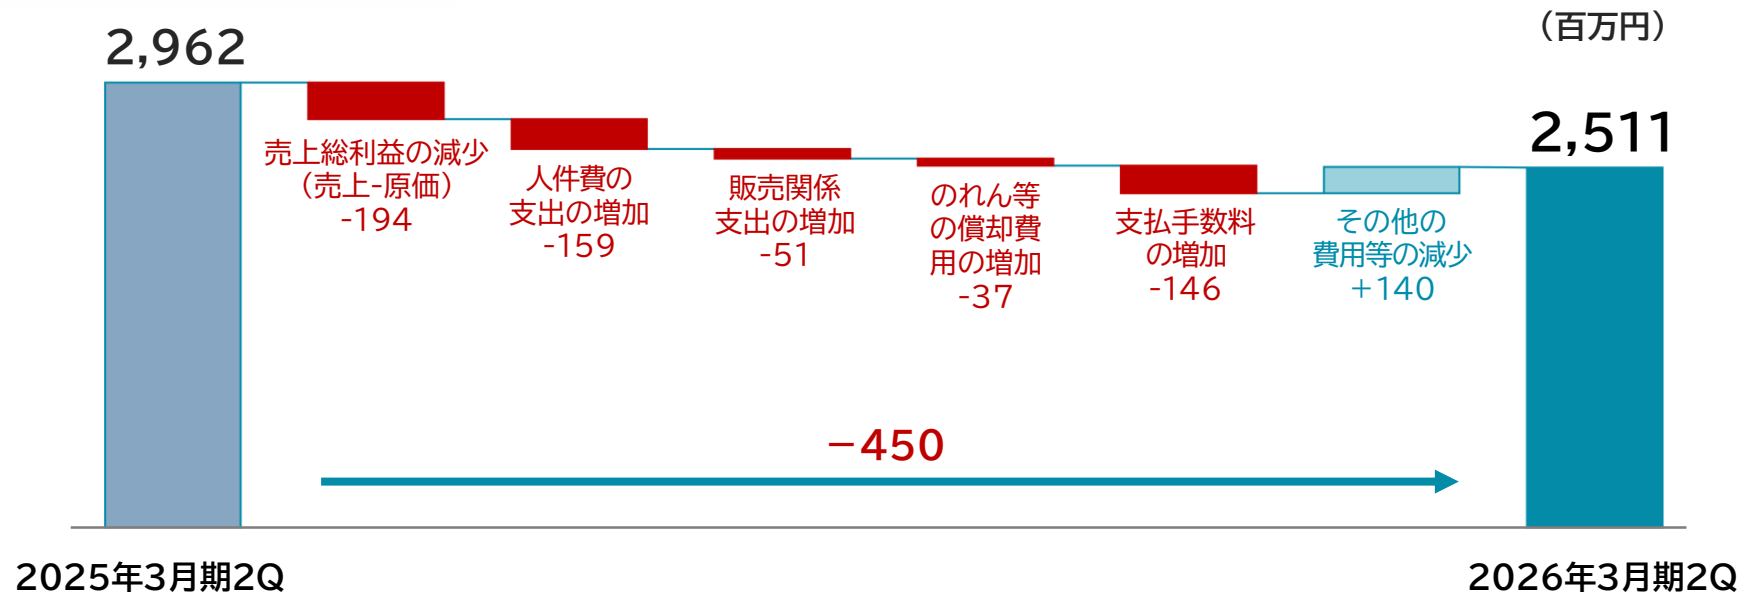 （百万円）
2,962
2,511
売上総利益の減少
（売上-原価）
-194
人件費の
支出の増加
-159
販売関係
支出の増加
-51
のれん等
の償却費
用の増加
-37
支払手数料
の増加
-146
その他の
費用等の減少
+140
－450
2025年3月期2Q
2026年3月期2Q